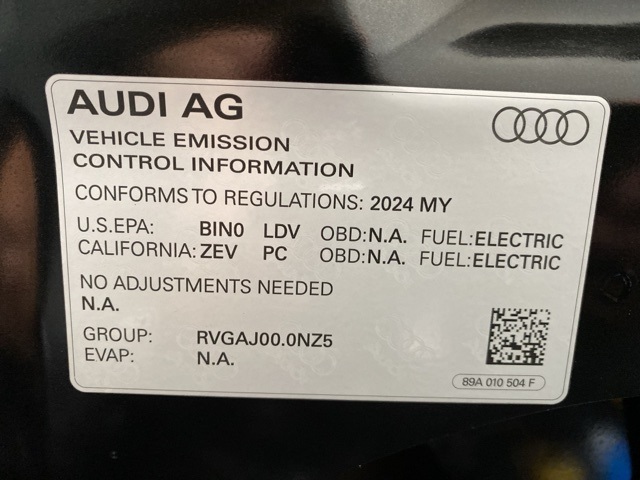 AUDI AG
VEHICLE EMISSION
CONTROL INFORMATION
CONFORMS TO REGULATIONS: 2024 MY
U.S.EPA: BIN0 LDV OBD:N.A. FUEL:ELECTRIC
CALIFORNIA: ZEV PC OBD:N.A. FUEL:ELECTRIC
NO ADJUSTMENTS NEEDED
N.A.
GROUP: RVGAJ00.0NZ5
EVAP: N.A.
89A 010 504 F